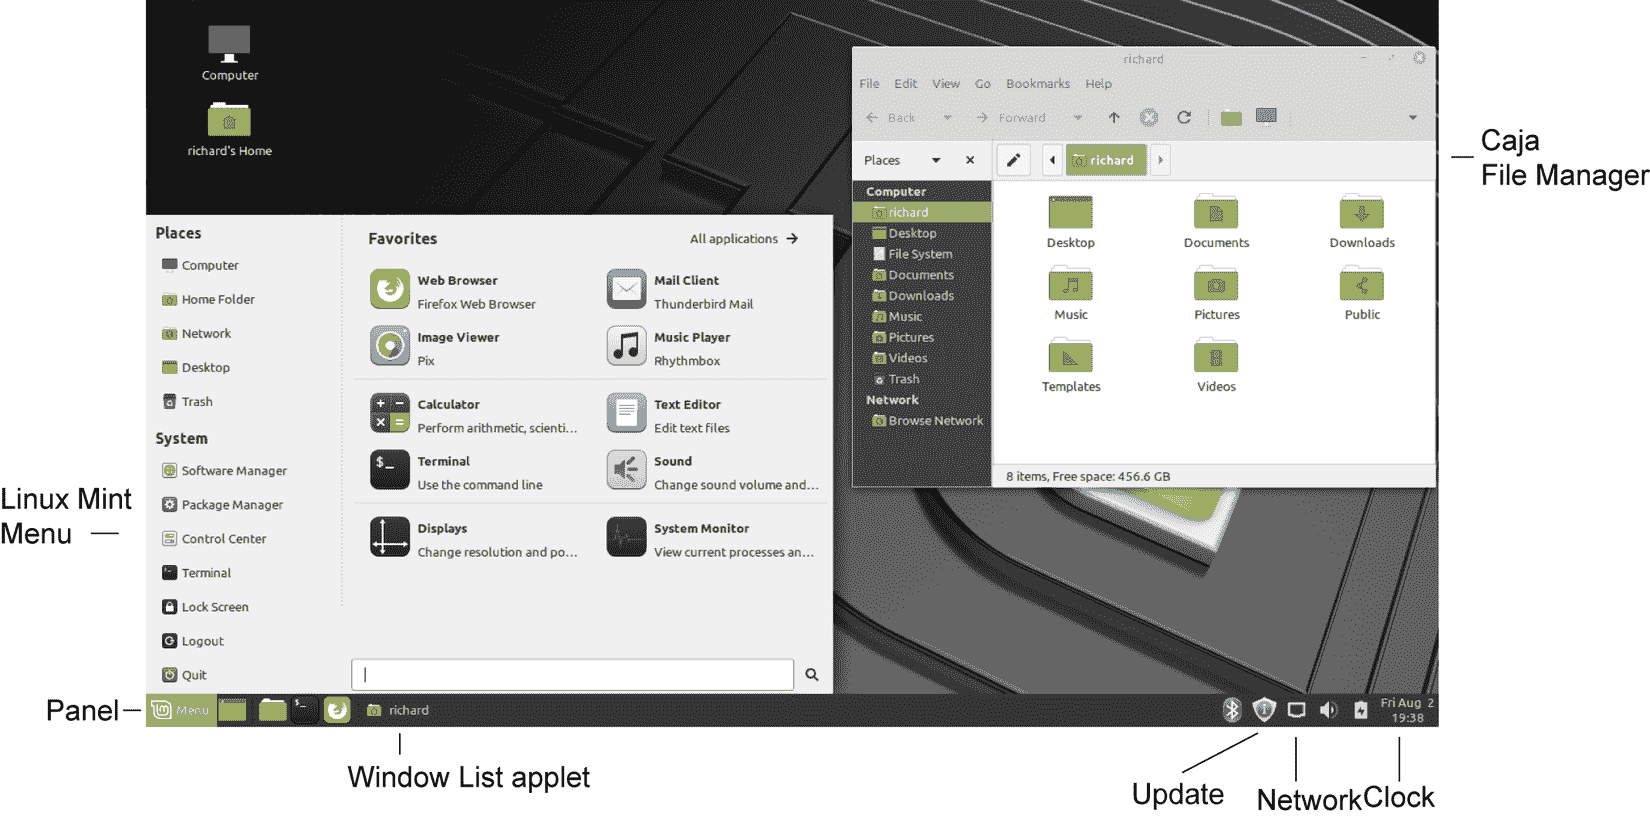 Computer
richard's Home
richard
File Edit View Go Bookmarks Help
Back Forward
Places
richard
Computer
richard
Desktop
File System
Documents
Downloads
Music
Pictures
Videos
Trash
Network
Browse Network
Desktop
Documents
Downloads
Music
Pictures
Public
Templates
Videos
8 items, Free space: 456.6 GB
Caja
File Manager
Places
Computer
Home Folder
Network
Desktop
Trash
System
Software Manager
Package Manager
Control Center
Terminal
Lock Screen
Logout
Quit
Favorites
All applications
Web Browser
Firefox Web Browser
Mail Client
Thunderbird Mail
Image Viewer
Pix
Music Player
Rhythmbox
Calculator
Perform arithmetic, scienti...
Text Editor
Edit text files
$_
Terminal
Use the command line
Sound
Change sound volume and...
Displays
Change resolution and po...
System Monitor
View current processes an...
Linux Mint
Menu
Panel
Menu
$_
richard
Fri Aug 2
19:38
Window List applet
Update
Network
Clock